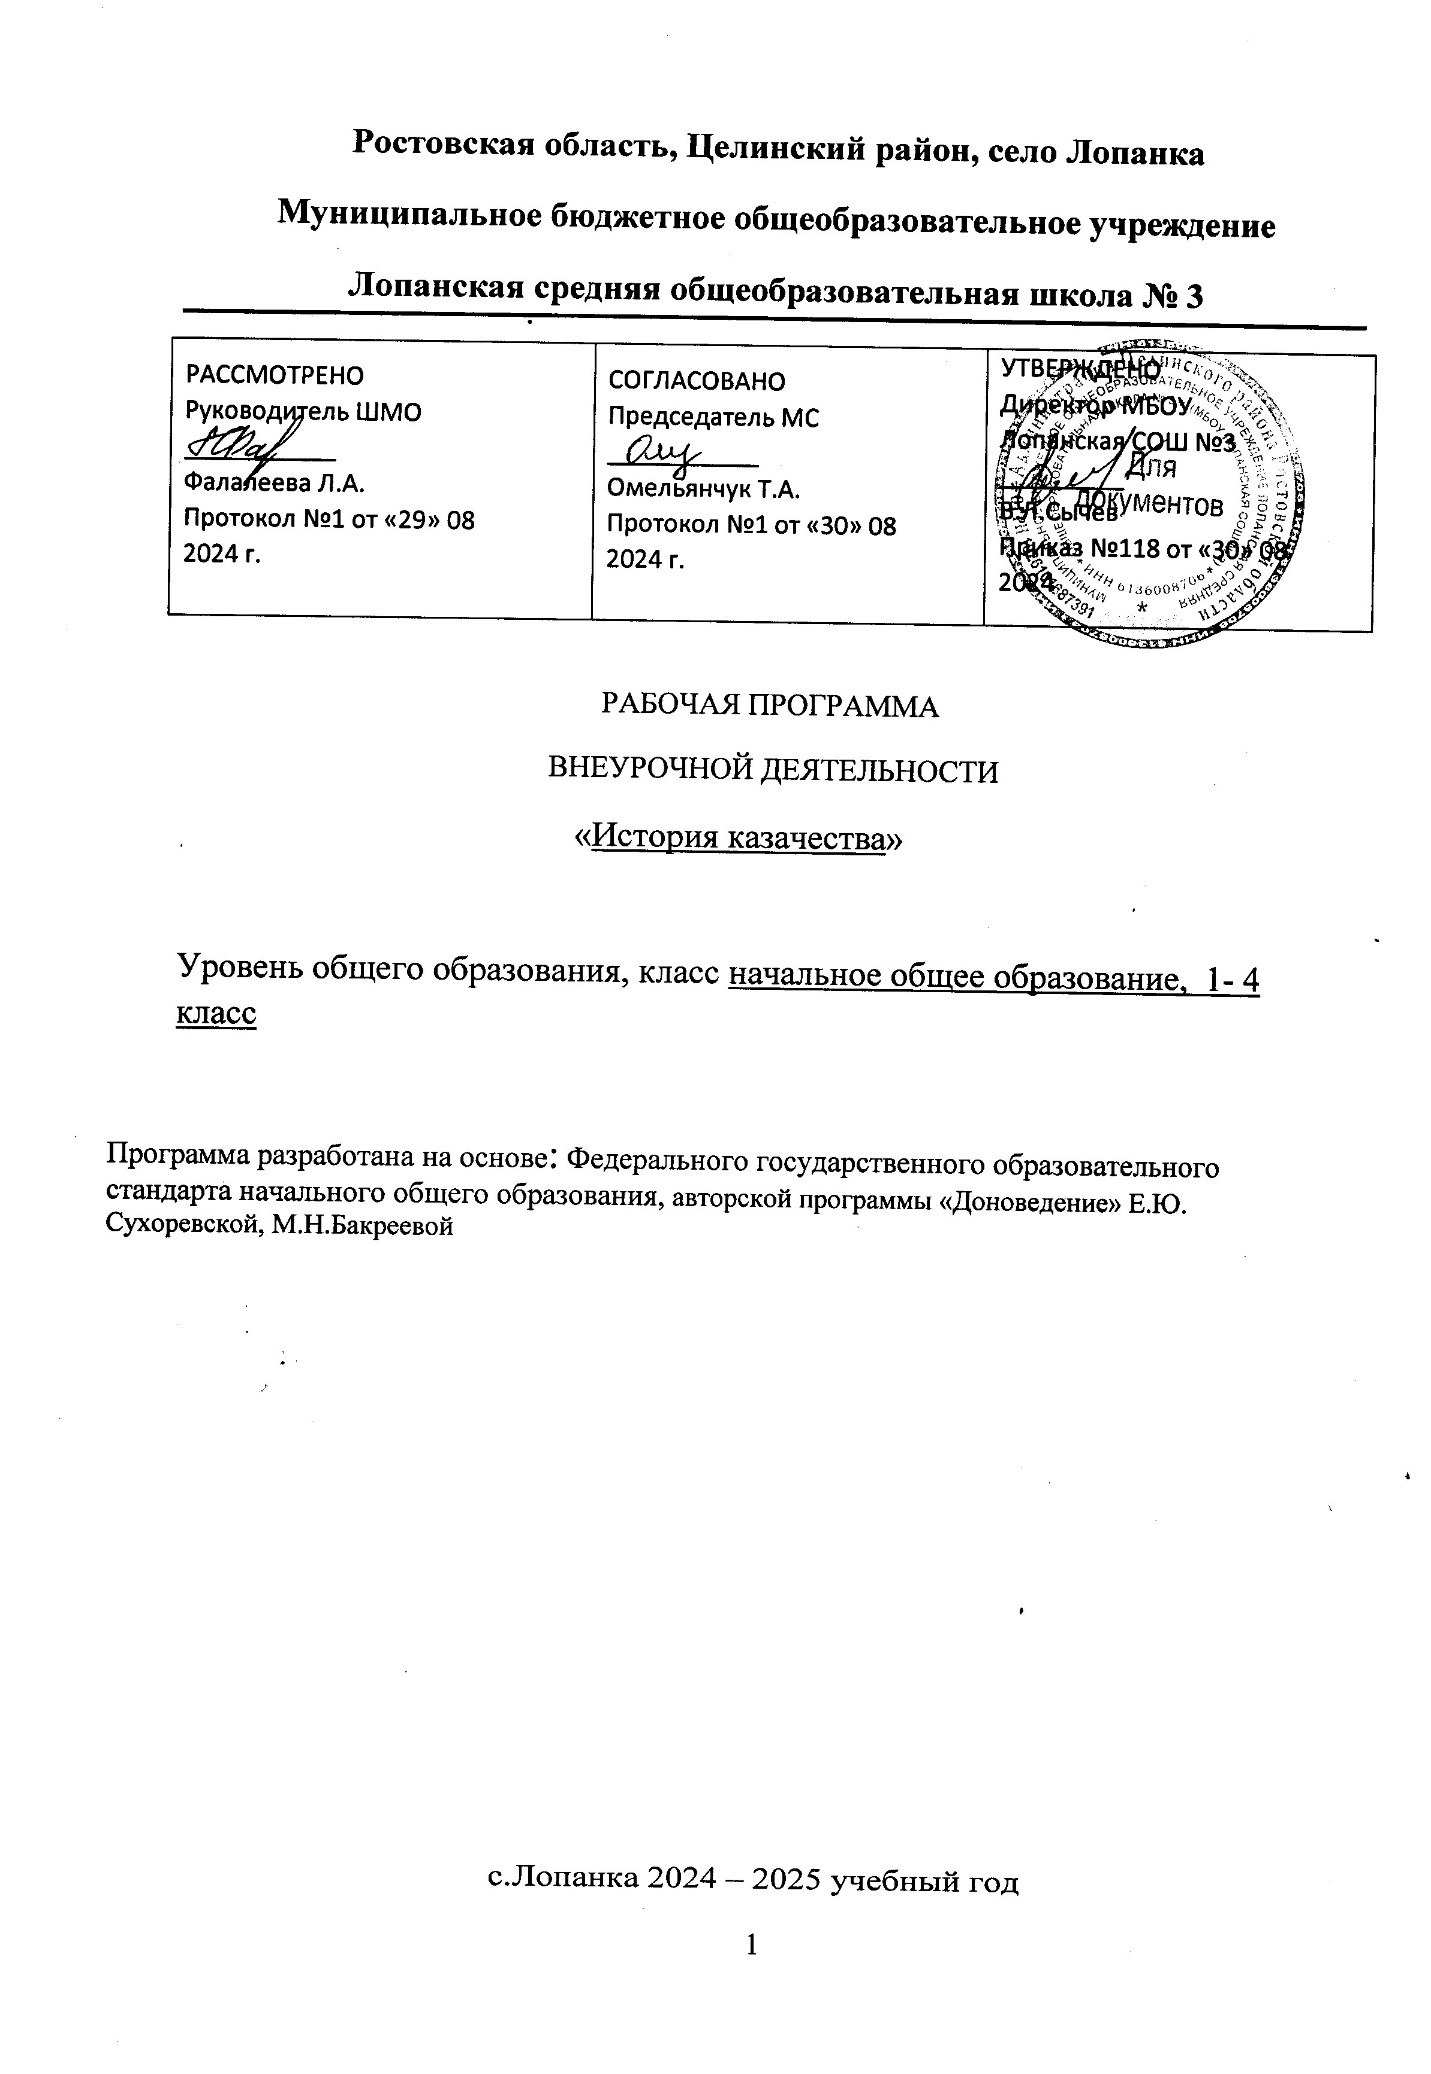 Ростовская область, Целинский район, село Лопанка
Муниципальное бюджетное общеобразовательное учреждение
Лопанская средняя общеобразовательная школа № 3
РАССМОТРЕНО
Руководитель ШМО
Фалалеева Л.А.
Протокол №1 от «29» 08
2024 г.
СОГЛАСОВАНО
Председатель МС
Омельянчук Т.А.
Протокол №1 от «30» 08
2024 г.
УТВЕРЖДЕНО
Директор МБОУ
Лопанская СОШ №3
Для
документов
Сычев
Приказ №118 от «30» 08
2024
ИНН 6136008706
РАБОЧАЯ ПРОГРАММА
ВНЕУРОЧНОЙ ДЕЯТЕЛЬНОСТИ
«История казачества»
Уровень общего образования, класс начальное общее образование, 1- 4
класс
Программа разработана на основе: Федерального государственного образовательного
стандарта начального общего образования, авторской программы «Доноведение» Е.Ю.
Сухоревской, М.Н.Бакреевой
с.Лопанка 2024 – 2025 учебный год
1